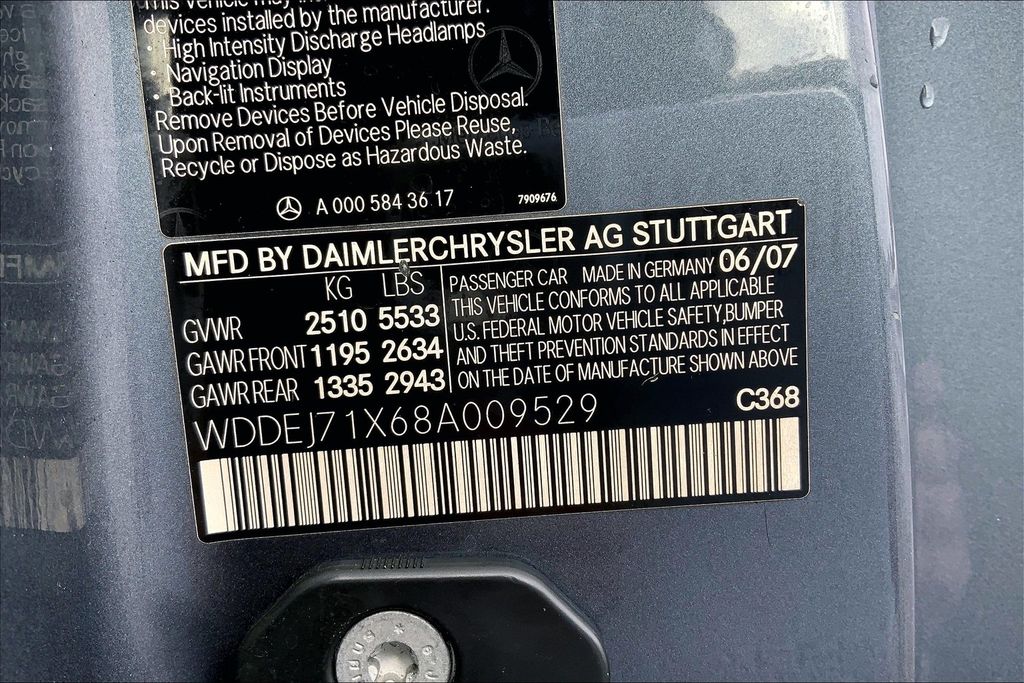 This Vehicle may
devices installed by the manufacturer.
· High Intensity Discharge Headlamps
· Navigation Display
· Back-lit Instruments
Remove Devices Before Vehicle Disposal.
Upon Removal of Devices Please Reuse,
Recycle or Dispose as Hazardous Waste.
A 000 584 36 17
7909676
MFD BY DAIMLERCHRYSLER AG STUTTGART
KG LBS
GVWR 2510 5533
GAWR FRONT 1195 2634
GAWR REAR 1335 2943
PASSENGER CAR MADE IN GERMANY 06/07
THIS VEHICLE CONFORMS TO ALL APPLICABLE
U.S. FEDERAL MOTOR VEHICLE SAFETY,BUMPER
AND THEFT PREVENTION STANDARDS IN EFFECT
ON THE DATE OF MANUFACTURE SHOWN ABOVE
WDDEJ71X68A009529
C368